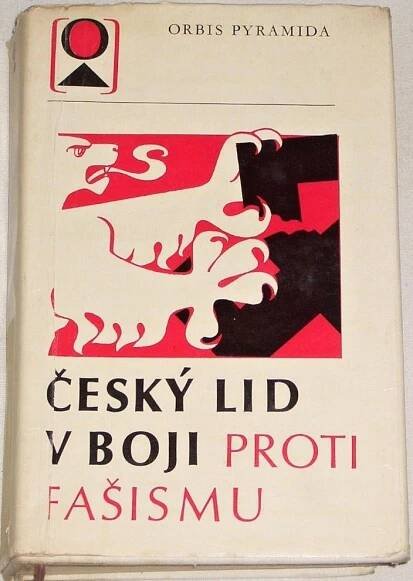 ORBIS PYRAMIDA
ČESKÝ LID
V BOJI PROTI
FAŠISMU